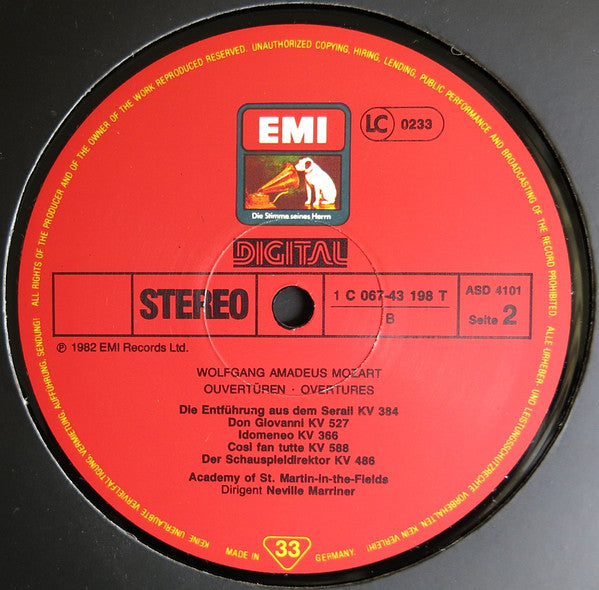 ALL RIGHTS OF THE PRODUCER AND OF THE OWNER OF THE WORK REPRODUCED RESERVED. UNAUTHORIZED COPYING, HIRING, LENDING, PUBLIC PERFORMANCE AND BROADCASTING OF THE RECORD PROHIBITED. ALLE URHEBER- UND LEISTUNGSSCHUTZRECHTE VORBEHALTEN. KEIN VERLEIH! KEINE UNERLAUBTE VERVIELFÄLTIGUNG, VERMIETUNG, AUFFÜHRUNG, SENDUNG!
EMI
LC 0233
Die Stimme seines Herrn
DIGITAL
STEREO
1 C 067-43 198 T
B
ASD 4101
Seite 2
℗ 1982 EMI Records Ltd.
WOLFGANG AMADEUS MOZART
OUVERTÜREN · OVERTURES
Die Entführung aus dem Serail KV 384
Don Giovanni KV 527
Idomeneo KV 366
Così fan tutte KV 588
Der Schauspieldirektor KV 486
Academy of St. Martin-in-the-Fields
Dirigent Neville Marriner
MADE IN 33 GERMANY.